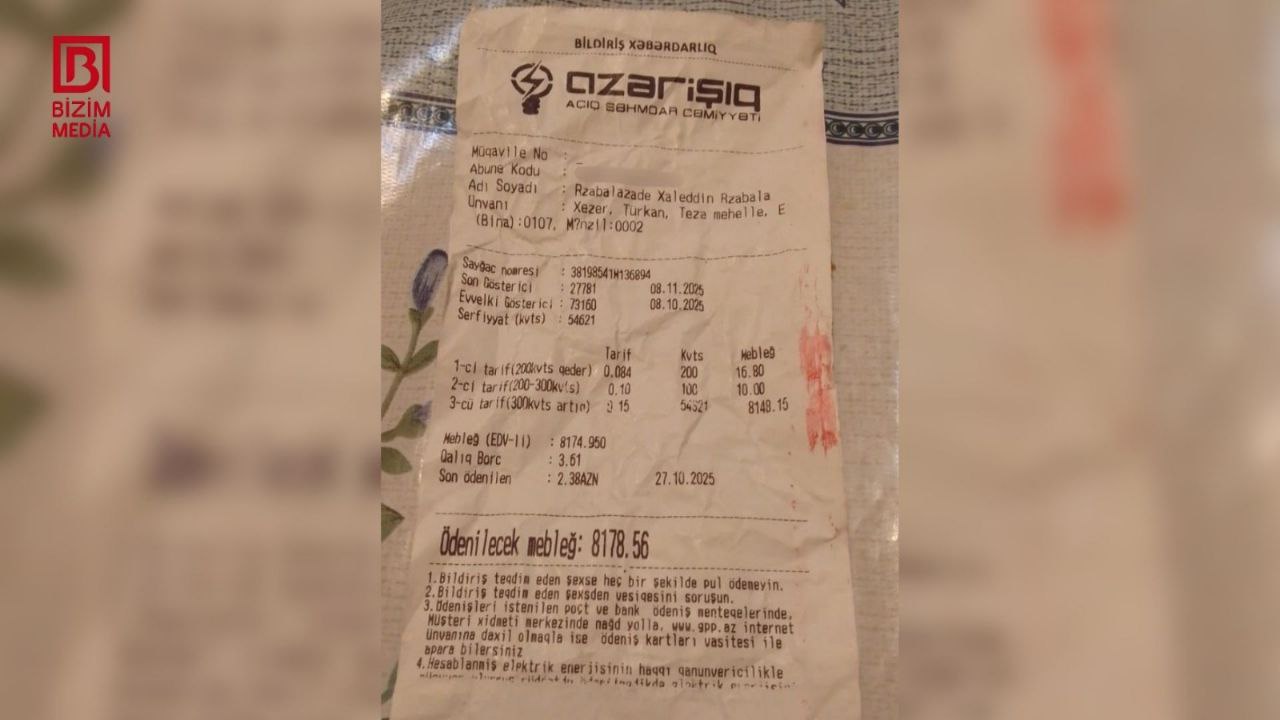 BIZIM
MEDIA
BİLDİRİŞ XƏBƏRDARLIQ
azərişıq
AÇIQ SƏHMDAR CƏMİYYƏTİ
Müqavile No :
Abune Kodu :
Adı Soyadı : Rzabalazade Xaleddin Rzabala
Unvanı : Xezer, Turkan, Teza mehelle, E
(Bina):0107, M?nzil:0002
Sayğac nomresi : 38198541M136894
Son Gösterici : 27781 08.11.2025
Evvelki Gösterici : 73160 08.10.2025
Serfiyyat (kvts) : 54621
Tarif Kvts Mebleğ
1-ci tarif(200kvts qeder) 0.084 200 16.80
2-ci tarif(200-300kvts) 0.10 100 10.00
3-cü tarif(300kvts artın) 0 15 54321 8148.15
Mebleğ (EDV-li) : 8174.950
Qalıq Borc : 3.61
Son ödenilen : 2.38AZN 27.10.2025
Ödenilecek mebleğ: 8178.56
1.Bildiriş teqdim eden şexse heç bir şekilde pul ödemeyin.
2.Bildiriş teqdim eden şexsden vesiqesini soruşun.
3.Ödenişleri istenilen poçt ve bank ödeniş menteqelerinde,
Müşteri xidmeti merkezinde nağd yolla, www.gpp.az internet
ünvanına daxil olmaqla ise ödeniş kartları vasitesi ile
apara bilersiniz
4.Hesablanmış elektrik enerjisinin haqqı qanunvericilikle